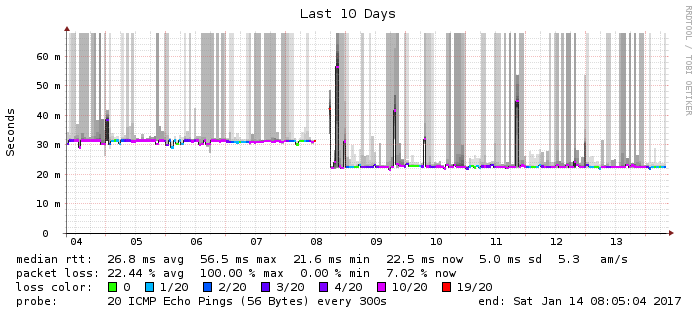 Last 10 Days
RRDTOOL / TOBI OETIKER
Seconds
60 m
50 m
40 m
30 m
20 m
10 m
0
04 05 06 07 08 09 10 11 12 13
median rtt: 26.8 ms avg 56.5 ms max 21.6 ms min 22.5 ms now 5.0 ms sd 5.3 am/s
packet loss: 22.44 % avg 100.00 % max 0.00 % min 7.02 % now
loss color: 0 1/20 2/20 3/20 4/20 10/20 19/20
probe: 20 ICMP Echo Pings (56 Bytes) every 300s end: Sat Jan 14 08:05:04 2017